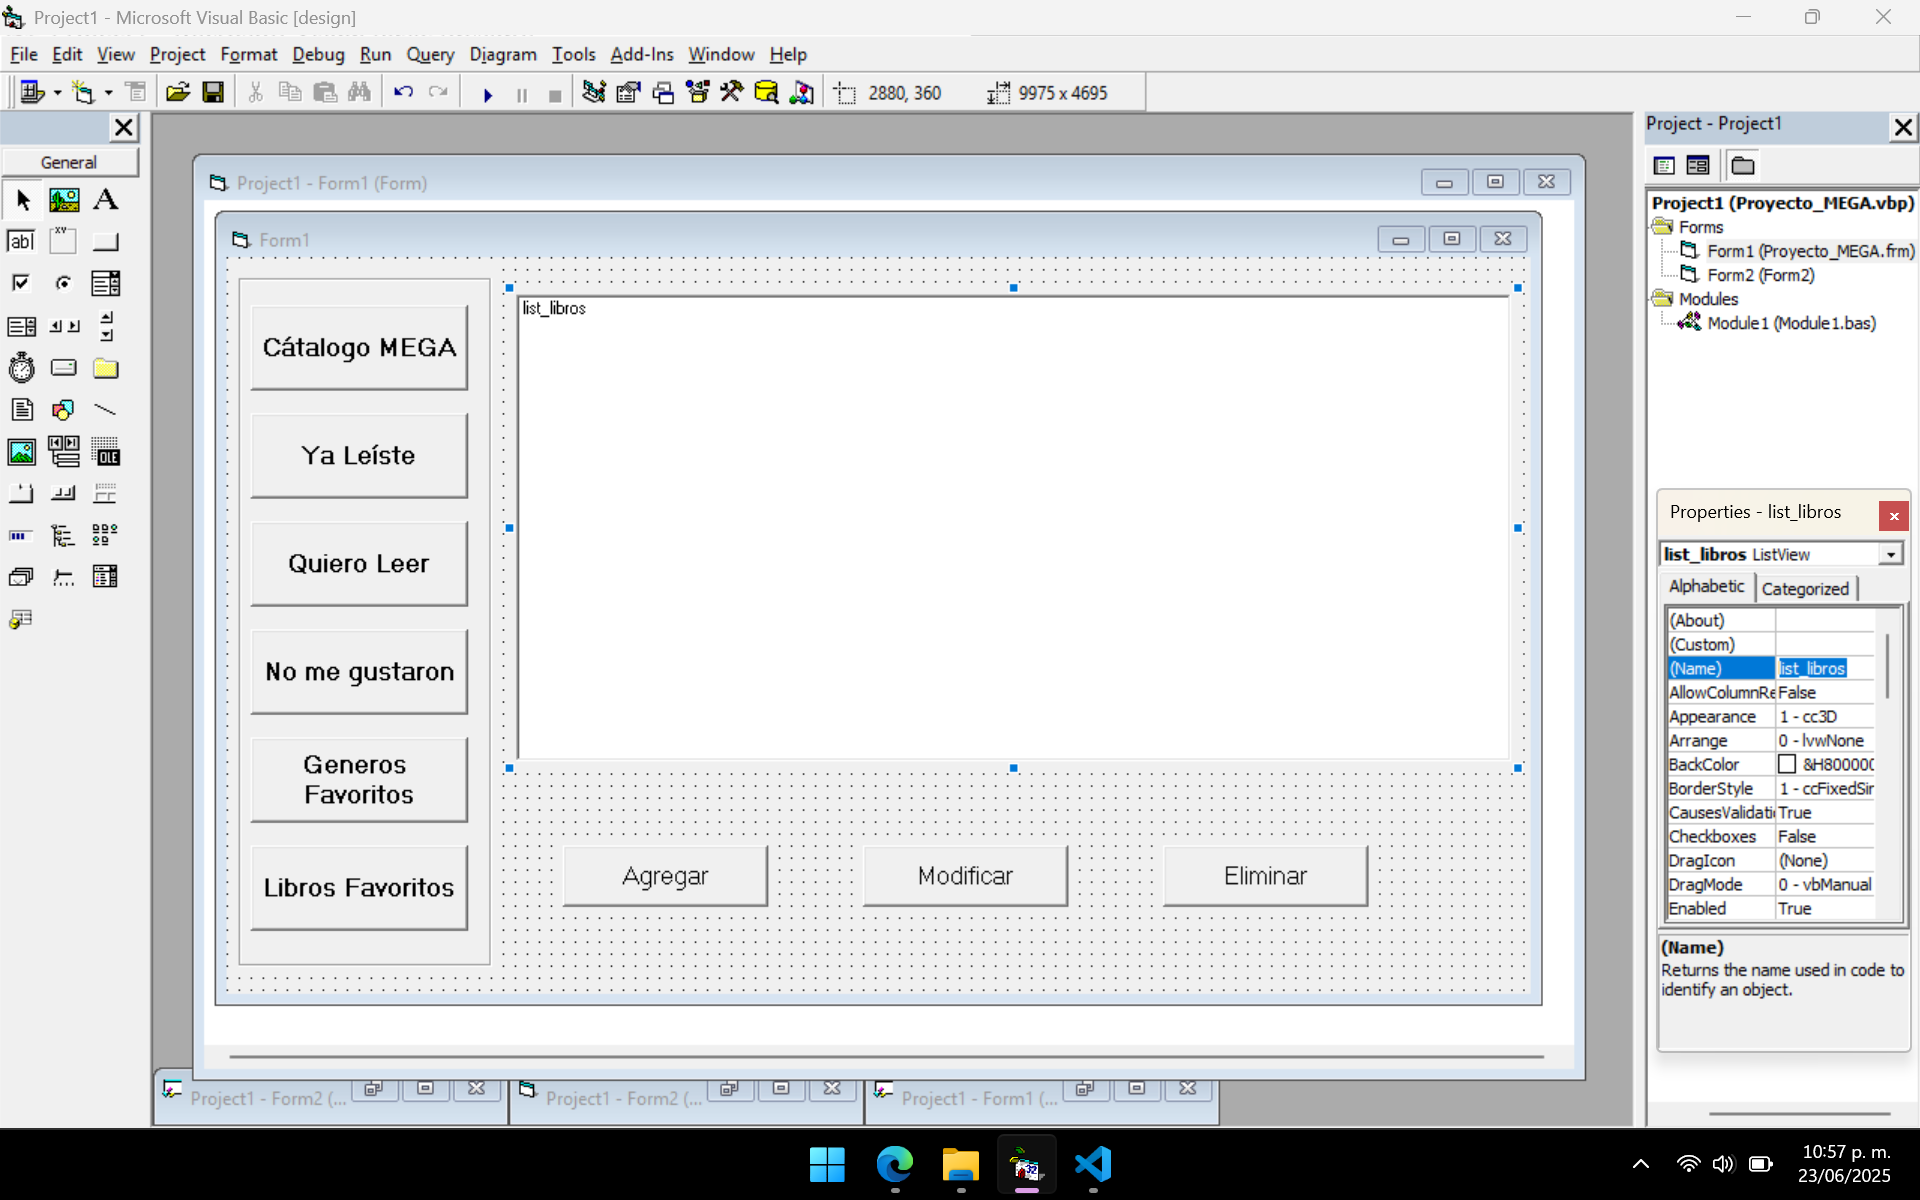 Project1 - Microsoft Visual Basic [design]
File Edit View Project Format Debug Run Query Diagram Tools Add-Ins Window Help
2880, 360 9975 x 4695
General
A
abl
XY
OLE
Project1 - Form1 (Form)
Form1
Cátalogo MEGA
Ya Leíste
Quiero Leer
No me gustaron
Generos
Favoritos
Libros Favoritos
list_libros
Agregar Modificar Eliminar
Project1 - Form2 (... Project1 - Form2 (... Project1 - Form1 (...
Project - Project1
Project1 (Proyecto_MEGA.vbp)
Forms
Form1 (Proyecto_MEGA.frm)
Form2 (Form2)
Modules
Module1 (Module1.bas)
Properties - list_libros
list_libros ListView
Alphabetic Categorized
(About)
(Custom)
(Name) list_libros
AllowColumnRe False
Appearance 1 - cc3D
Arrange 0 - lvwNone
BackColor &H800000
BorderStyle 1 - ccFixedSin
CausesValidati True
Checkboxes False
DragIcon (None)
DragMode 0 - vbManual
Enabled True
(Name)
Returns the name used in code to
identify an object.
10:57 p. m.
23/06/2025